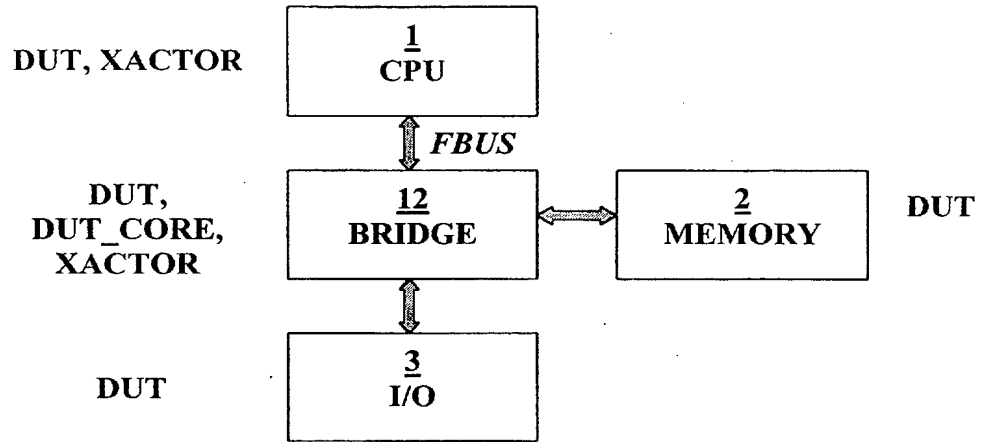 1
DUT, XACTOR
CPU
FBUS
DUT,
DUT_CORE,
XACTOR
12
BRIDGE
2
MEMORY
DUT
3
DUT
I/O